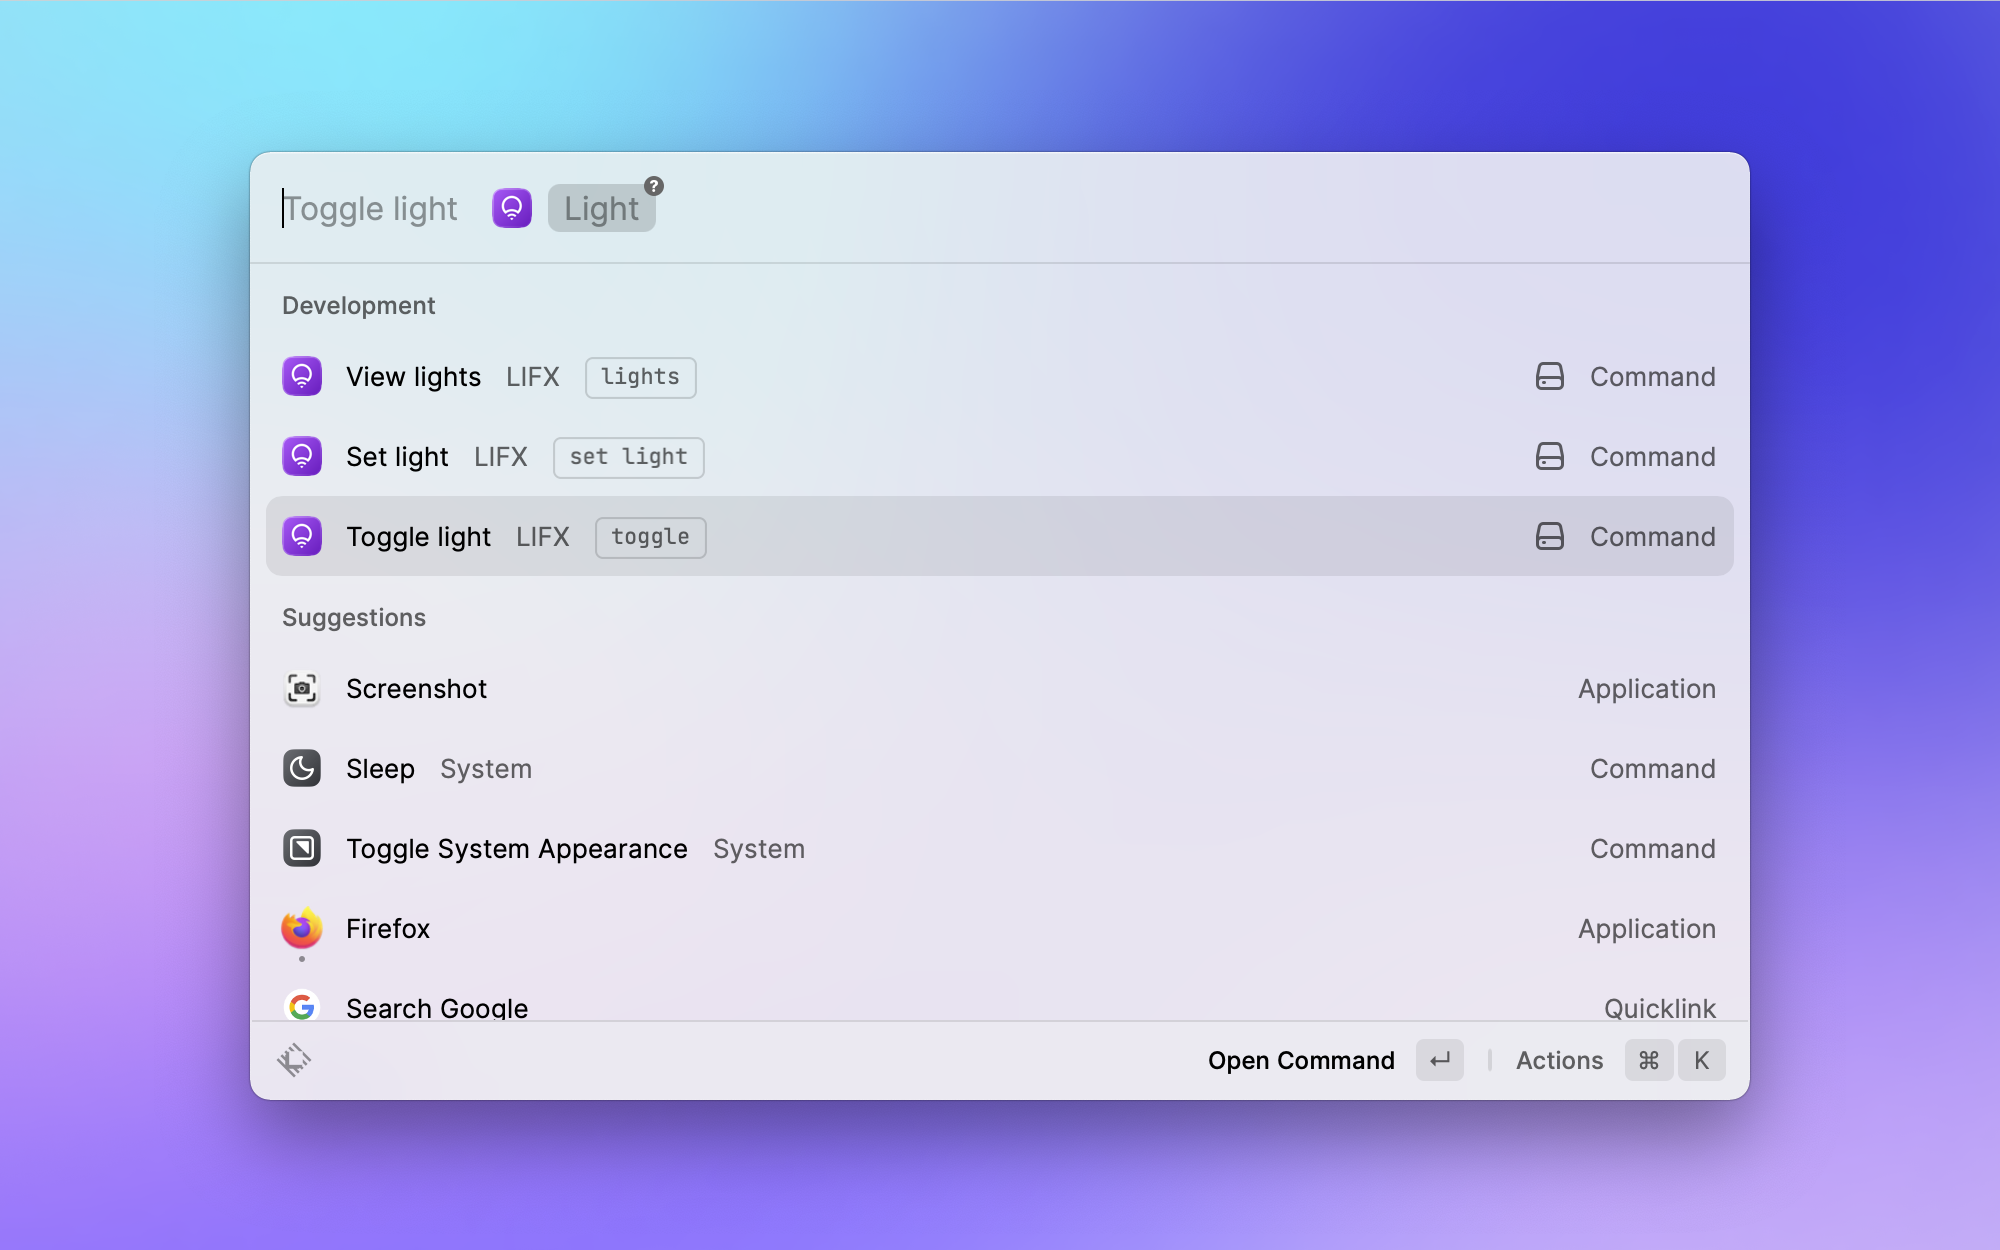 Toggle light Light ?
Development
View lights LIFX lights Command
Set light LIFX set light Command
Toggle light LIFX toggle Command
Suggestions
Screenshot Application
Sleep System Command
Toggle System Appearance System Command
Firefox Application
Search Google Quicklink
Open Command ↵ Actions ⌘ K